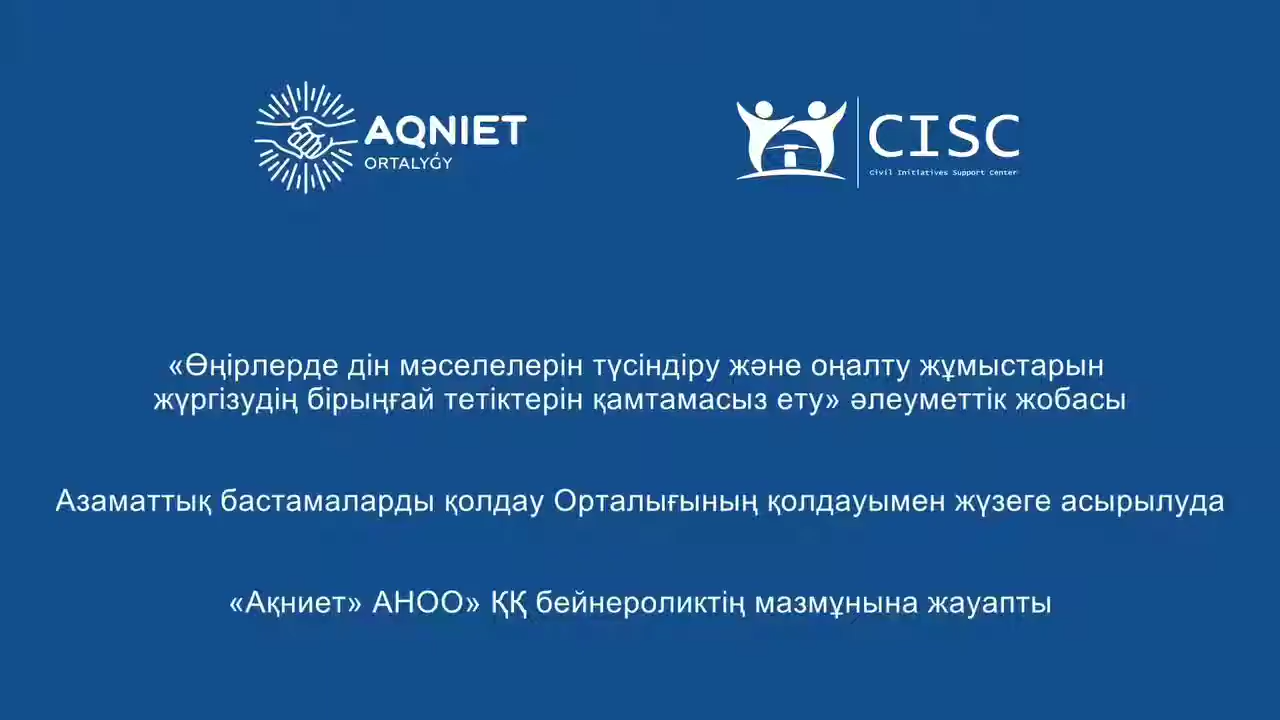 AQNIET
ORTALYǴY
CISC
Civil Initiatives Support Center
«Өңірлерде дін мәселелерін түсіндіру және оңалту жұмыстарын
жүргізудің бірыңғай тетіктерін қамтамасыз ету» әлеуметтік жобасы
Азаматтық бастамаларды қолдау Орталығының қолдауымен жүзеге асырылуда
«Ақниет» АНОО» ҚҚ бейнероликтің мазмұнына жауапты